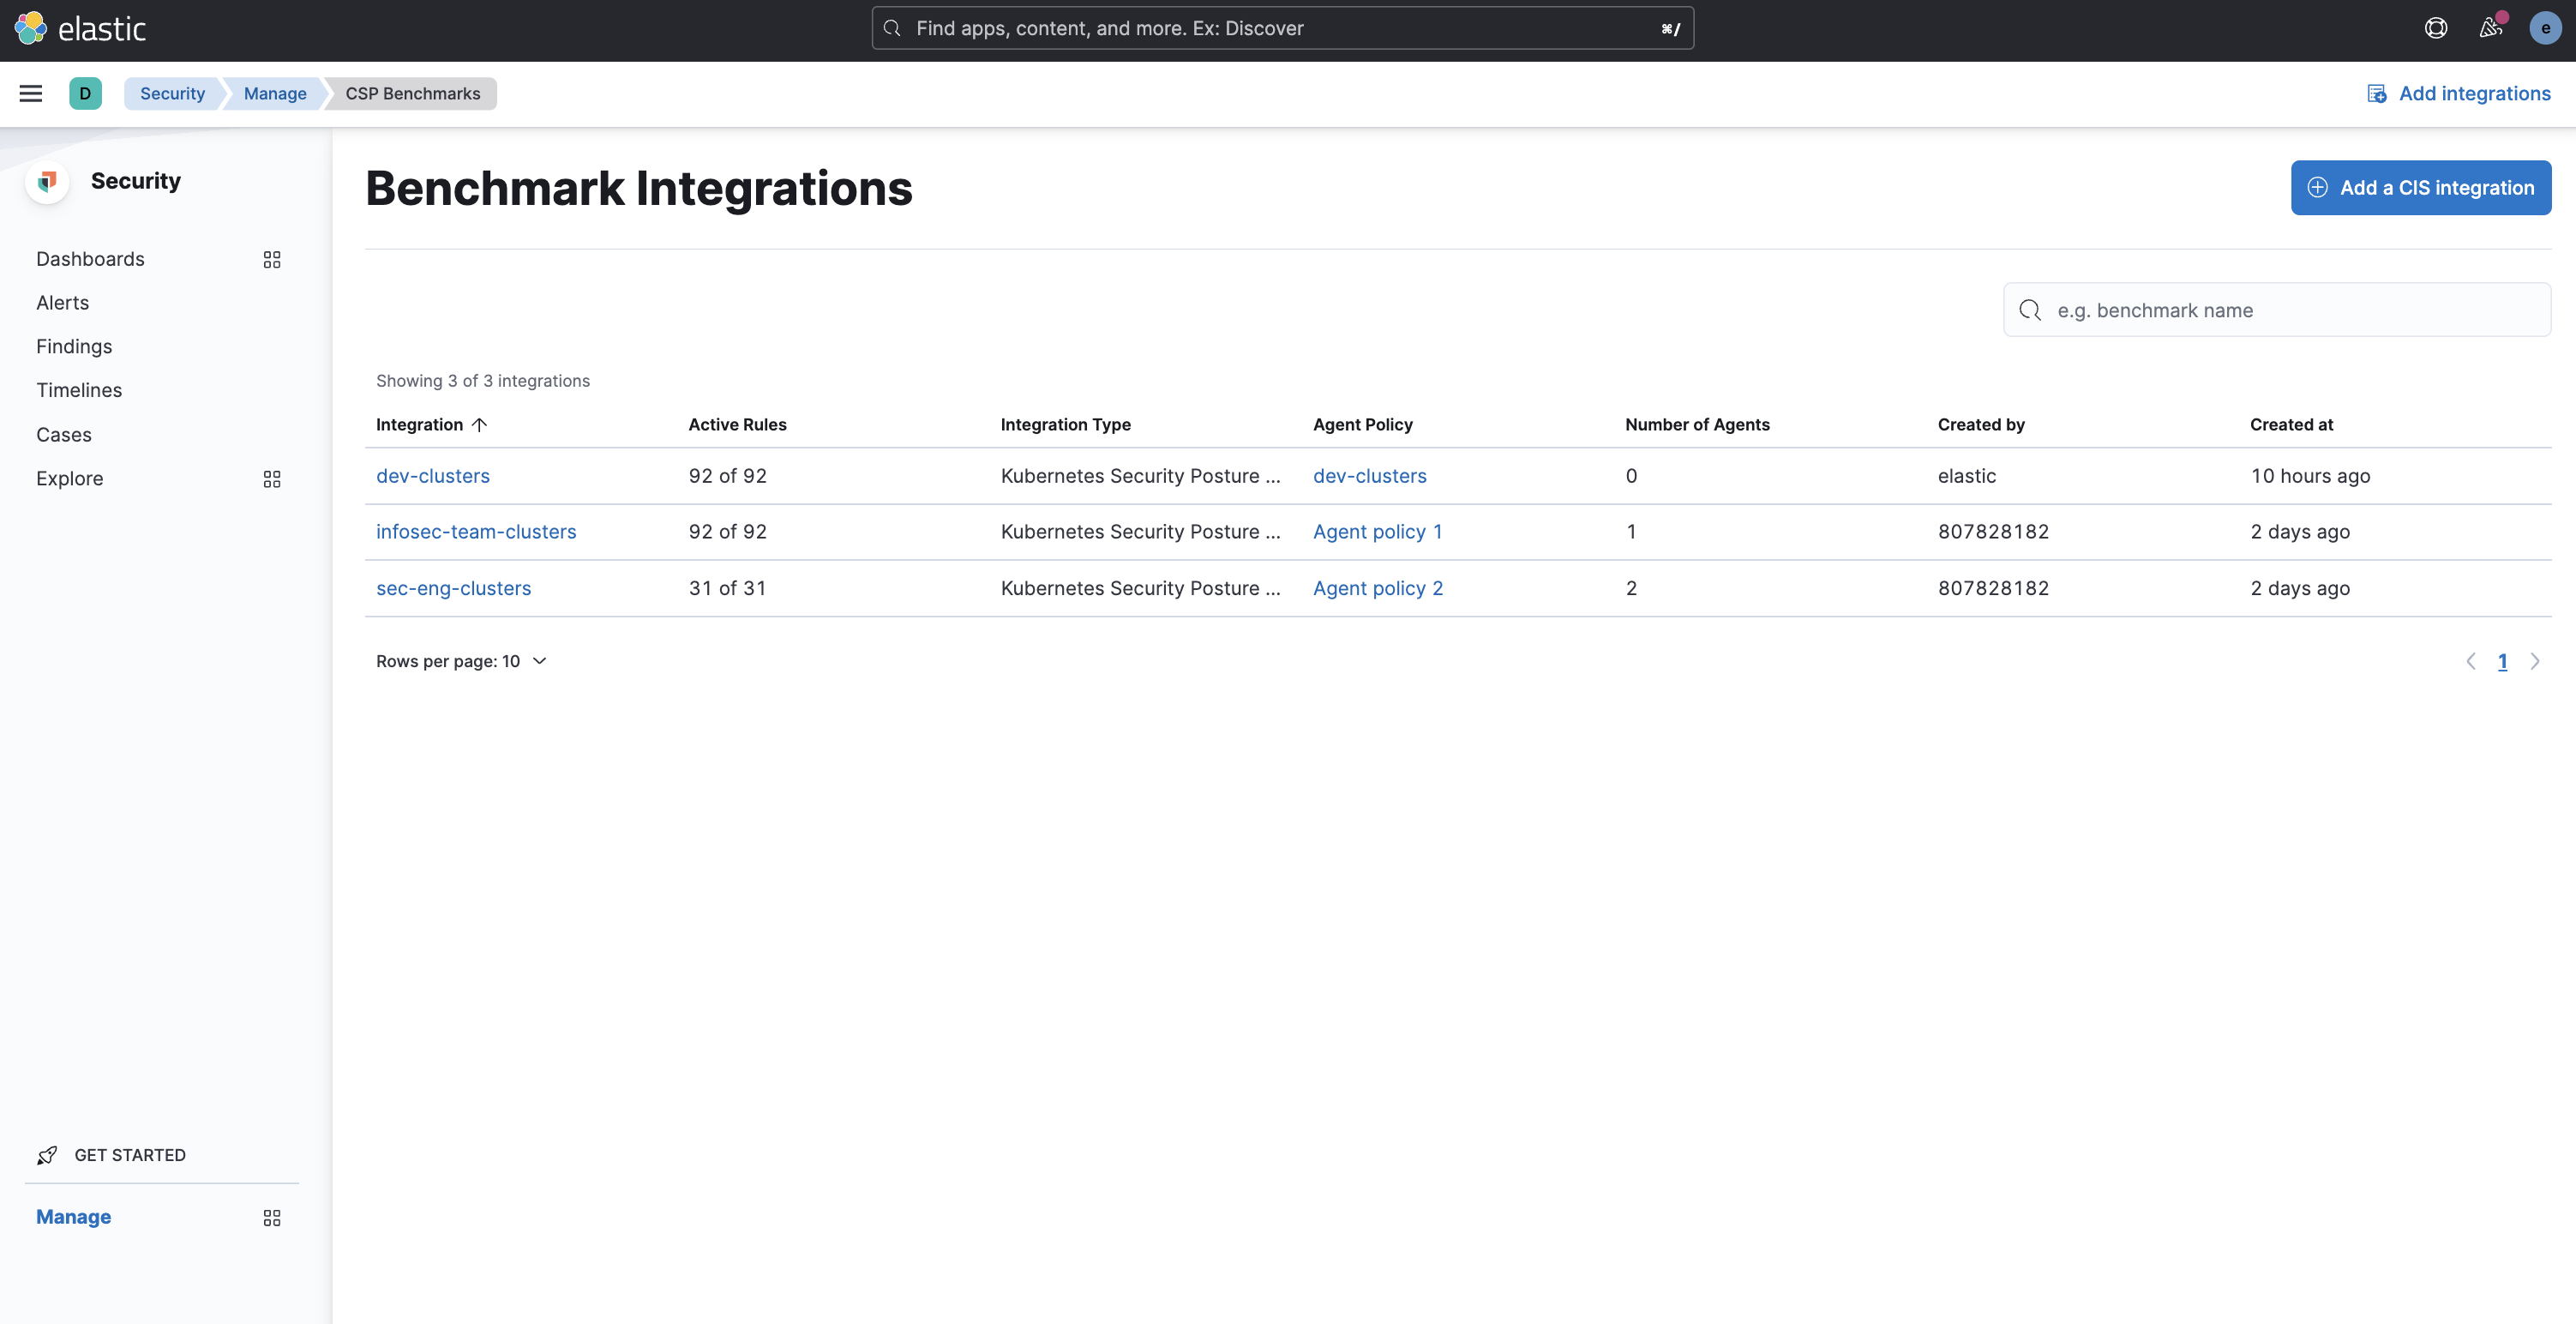 elastic
Find apps, content, and more. Ex: Discover ⌘/
e
D Security Manage CSP Benchmarks
Add integrations
Security
Dashboards
Alerts
Findings
Timelines
Cases
Explore
GET STARTED
Manage
Benchmark Integrations
Add a CIS integration
e.g. benchmark name
Showing 3 of 3 integrations
Integration Active Rules Integration Type Agent Policy Number of Agents Created by Created at
dev-clusters 92 of 92 Kubernetes Security Posture ... dev-clusters 0 elastic 10 hours ago
infosec-team-clusters 92 of 92 Kubernetes Security Posture ... Agent policy 1 1 807828182 2 days ago
sec-eng-clusters 31 of 31 Kubernetes Security Posture ... Agent policy 2 2 807828182 2 days ago
Rows per page: 10
1